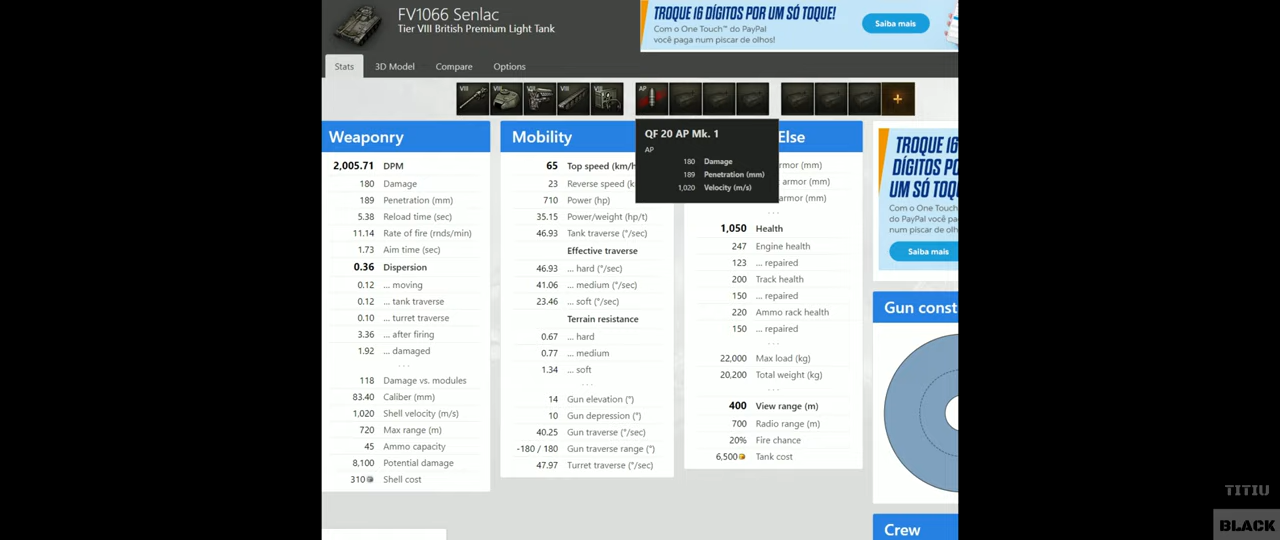 FV1066 Senlac
Tier VIII British Premium Light Tank
TROQUE 16 DÍGITOS POR UM SÓ TOQUE!
Com o One Touch™ do PayPal
você paga num piscar de olhos!
Saiba mais
Stats
3D Model
Compare
Options
VIII
VIII
VIII
VIII
VIII
AP
+
Weaponry
2,005.71 DPM
180 Damage
189 Penetration (mm)
5.38 Reload time (sec)
11.14 Rate of fire (rnds/min)
1.73 Aim time (sec)
0.36 Dispersion
0.12 ... moving
0.12 ... tank traverse
0.10 ... turret traverse
3.36 ... after firing
1.92 ... damaged
...
118 Damage vs. modules
83.40 Caliber (mm)
1,020 Shell velocity (m/s)
720 Max range (m)
45 Ammo capacity
8,100 Potential damage
310 Shell cost
Mobility
65 Top speed (km/h
23 Reverse speed (k
710 Power (hp)
35.15 Power/weight (hp/t)
46.93 Tank traverse (°/sec)
Effective traverse
46.93 ... hard (°/sec)
41.06 ... medium (°/sec)
23.46 ... soft (°/sec)
Terrain resistance
0.67 ... hard
0.77 ... medium
1.34 ... soft
...
14 Gun elevation (°)
10 Gun depression (°)
40.25 Gun traverse (°/sec)
-180 / 180 Gun traverse range (°)
47.97 Turret traverse (°/sec)
QF 20 AP Mk. 1
AP
180 Damage
189 Penetration (mm)
1,020 Velocity (m/s)
Else
armor (mm)
armor (mm)
armor (mm)
...
1,050 Health
247 Engine health
123 ... repaired
200 Track health
150 ... repaired
220 Ammo rack health
150 ... repaired
...
22,000 Max load (kg)
20,200 Total weight (kg)
...
400 View range (m)
700 Radio range (m)
20% Fire chance
6,500 Tank cost
TROQUE 1
DÍGITOS P
UM SÓ TOQ
Com o One Touch
do PayPal você pa
num piscar de olho
Saiba mais
Gun const
Crew
TITIU
BLACK